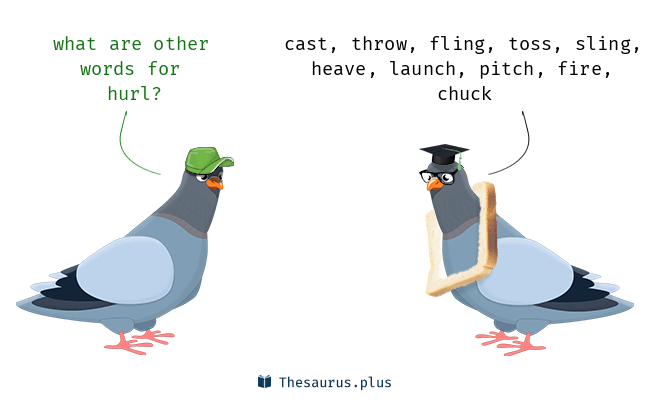 what are other
words for
hurl?
cast, throw, fling, toss, sling,
heave, launch, pitch, fire,
chuck
Thesaurus.plus